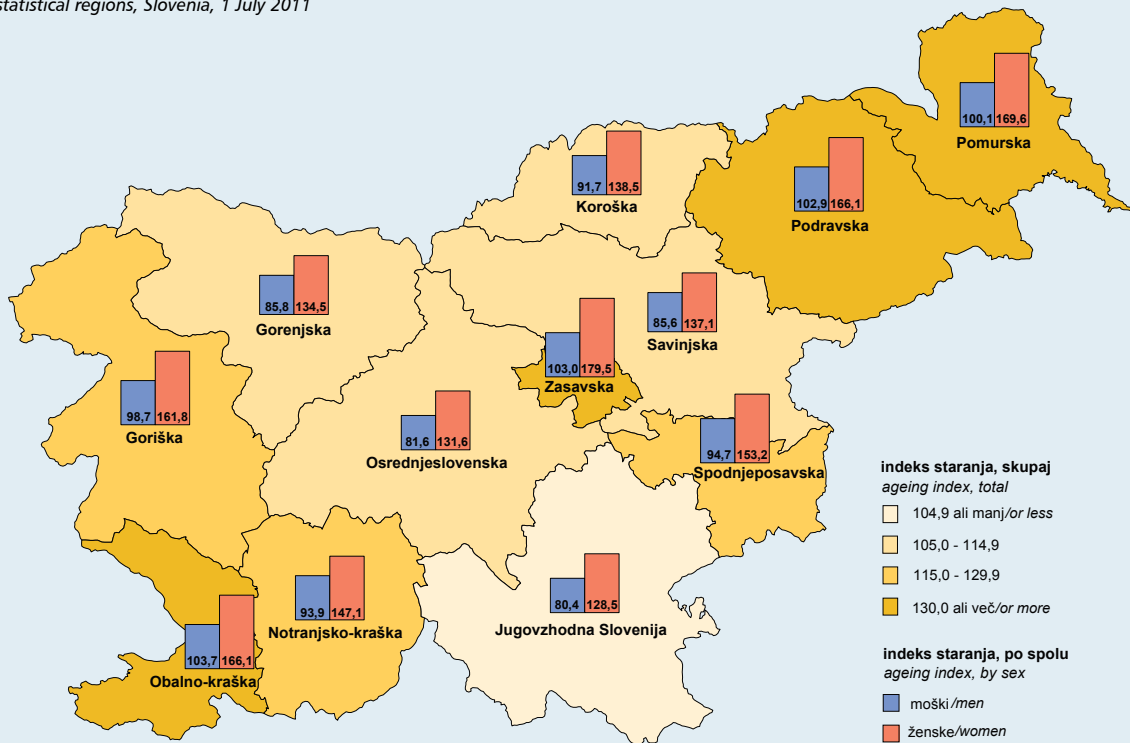 statistical regions, Slovenia, 1 July 2011
100,1 169,6
Pomurska
91,7 138,5
Koroška
102,9 166,1
Podravska
85,8 134,5
Gorenjska
85,6 137,1
Savinjska
103,0 179,5
Zasavska
98,7 161,8
Goriška
81,6 131,6
Osrednjeslovenska
94,7 153,2
Spodnjeposavska
93,9 147,1
Notranjsko-kraška
80,4 128,5
Jugovzhodna Slovenija
103,7 166,1
Obalno-kraška
indeks staranja, skupaj
ageing index, total
104,9 ali manj/or less
105,0 - 114,9
115,0 - 129,9
130,0 ali več/or more
indeks staranja, po spolu
ageing index, by sex
moški/men
ženske/women